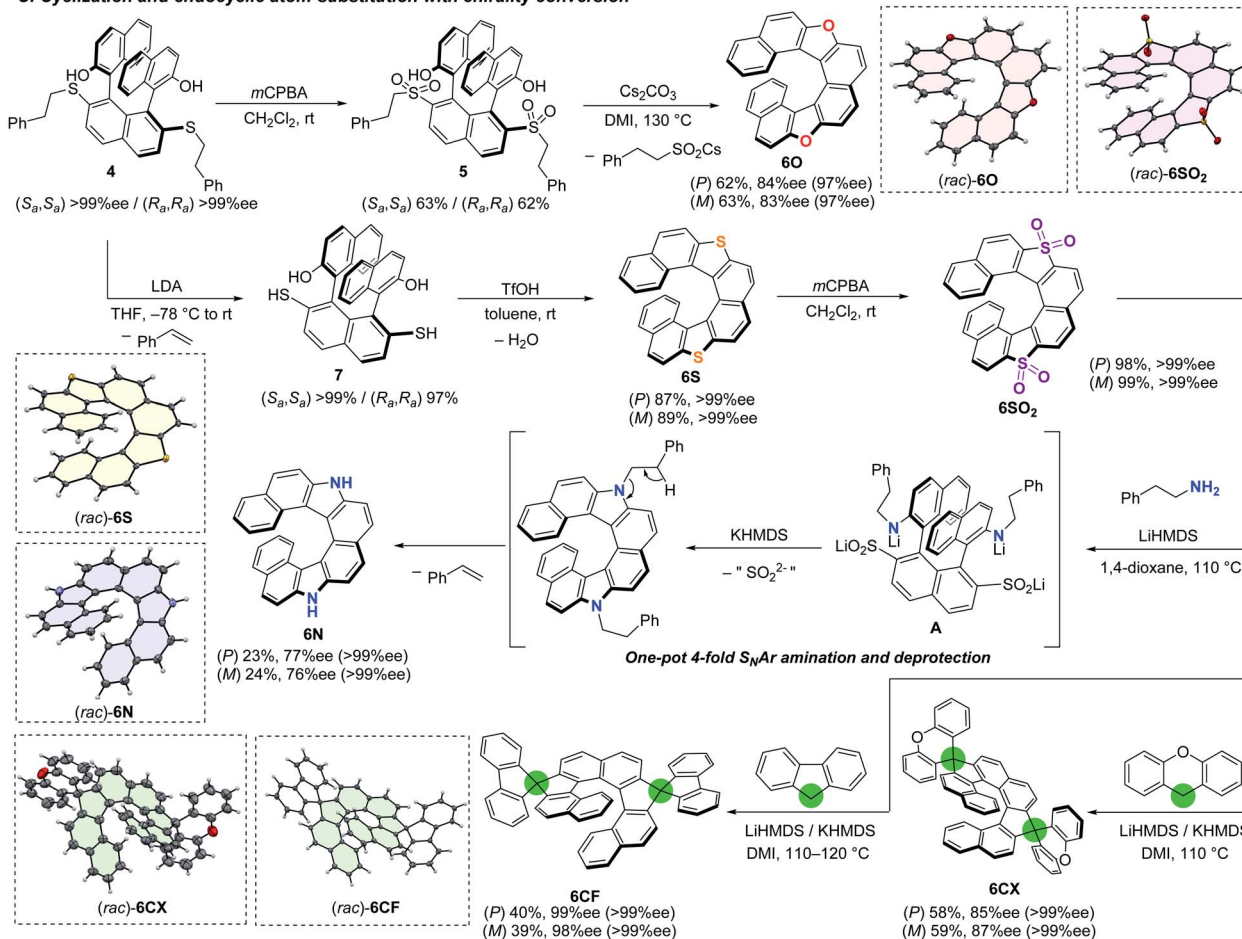 C. Cyclization and endocyclic atom substitution with chirality conversion
HO
OH
S
S
Ph
Ph
4
(Sa,Sa) >99%ee / (Ra,Ra) >99%ee
mCPBA
CH2Cl2, rt
HO
OH
O
S
O
O
S
O
Ph
Ph
5
(Sa,Sa) 63% / (Ra,Ra) 62%
Cs2CO3
DMI, 130 °C
– Ph SO2Cs
O
O
6O
(P) 62%, 84%ee (97%ee)
(M) 63%, 83%ee (97%ee)
(rac)-6O
(rac)-6SO2
LDA
THF, –78 °C to rt
– Ph
HO
OH
HS
SH
7
(Sa,Sa) >99% / (Ra,Ra) 97%
TfOH
toluene, rt
– H2O
S
S
6S
(P) 87%, >99%ee
(M) 89%, >99%ee
mCPBA
CH2Cl2, rt
O
O
S
S
O
O
6SO2
(P) 98%, >99%ee
(M) 99%, >99%ee
(rac)-6S
(rac)-6N
NH
N
H
6N
(P) 23%, 77%ee (>99%ee)
(M) 24%, 76%ee (>99%ee)
– Ph
Ph
H
N
N
Ph
KHMDS
– " SO2 2- "
Ph
Ph
N
Li
N
Li
LiO2S
SO2Li
A
One-pot 4-fold SNAr amination and deprotection
Ph NH2
LiHMDS
1,4-dioxane, 110 °C
(rac)-6CX
(rac)-6CF
6CF
(P) 40%, 99%ee (>99%ee)
(M) 39%, 98%ee (>99%ee)
LiHMDS / KHMDS
DMI, 110–120 °C
O
O
6CX
(P) 58%, 85%ee (>99%ee)
(M) 59%, 87%ee (>99%ee)
O
LiHMDS / KHMDS
DMI, 110 °C